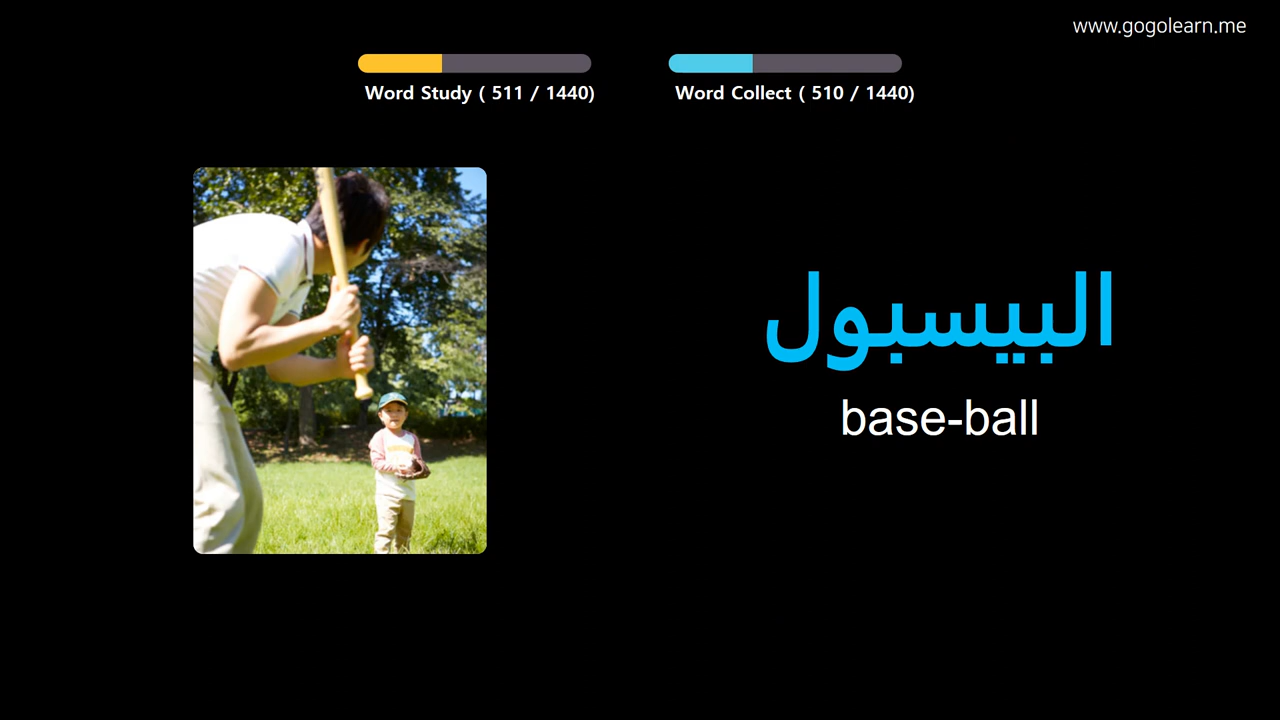 www.gogolearn.me
Word Study ( 511 / 1440)
Word Collect ( 510 / 1440)
البيسبول
base-ball